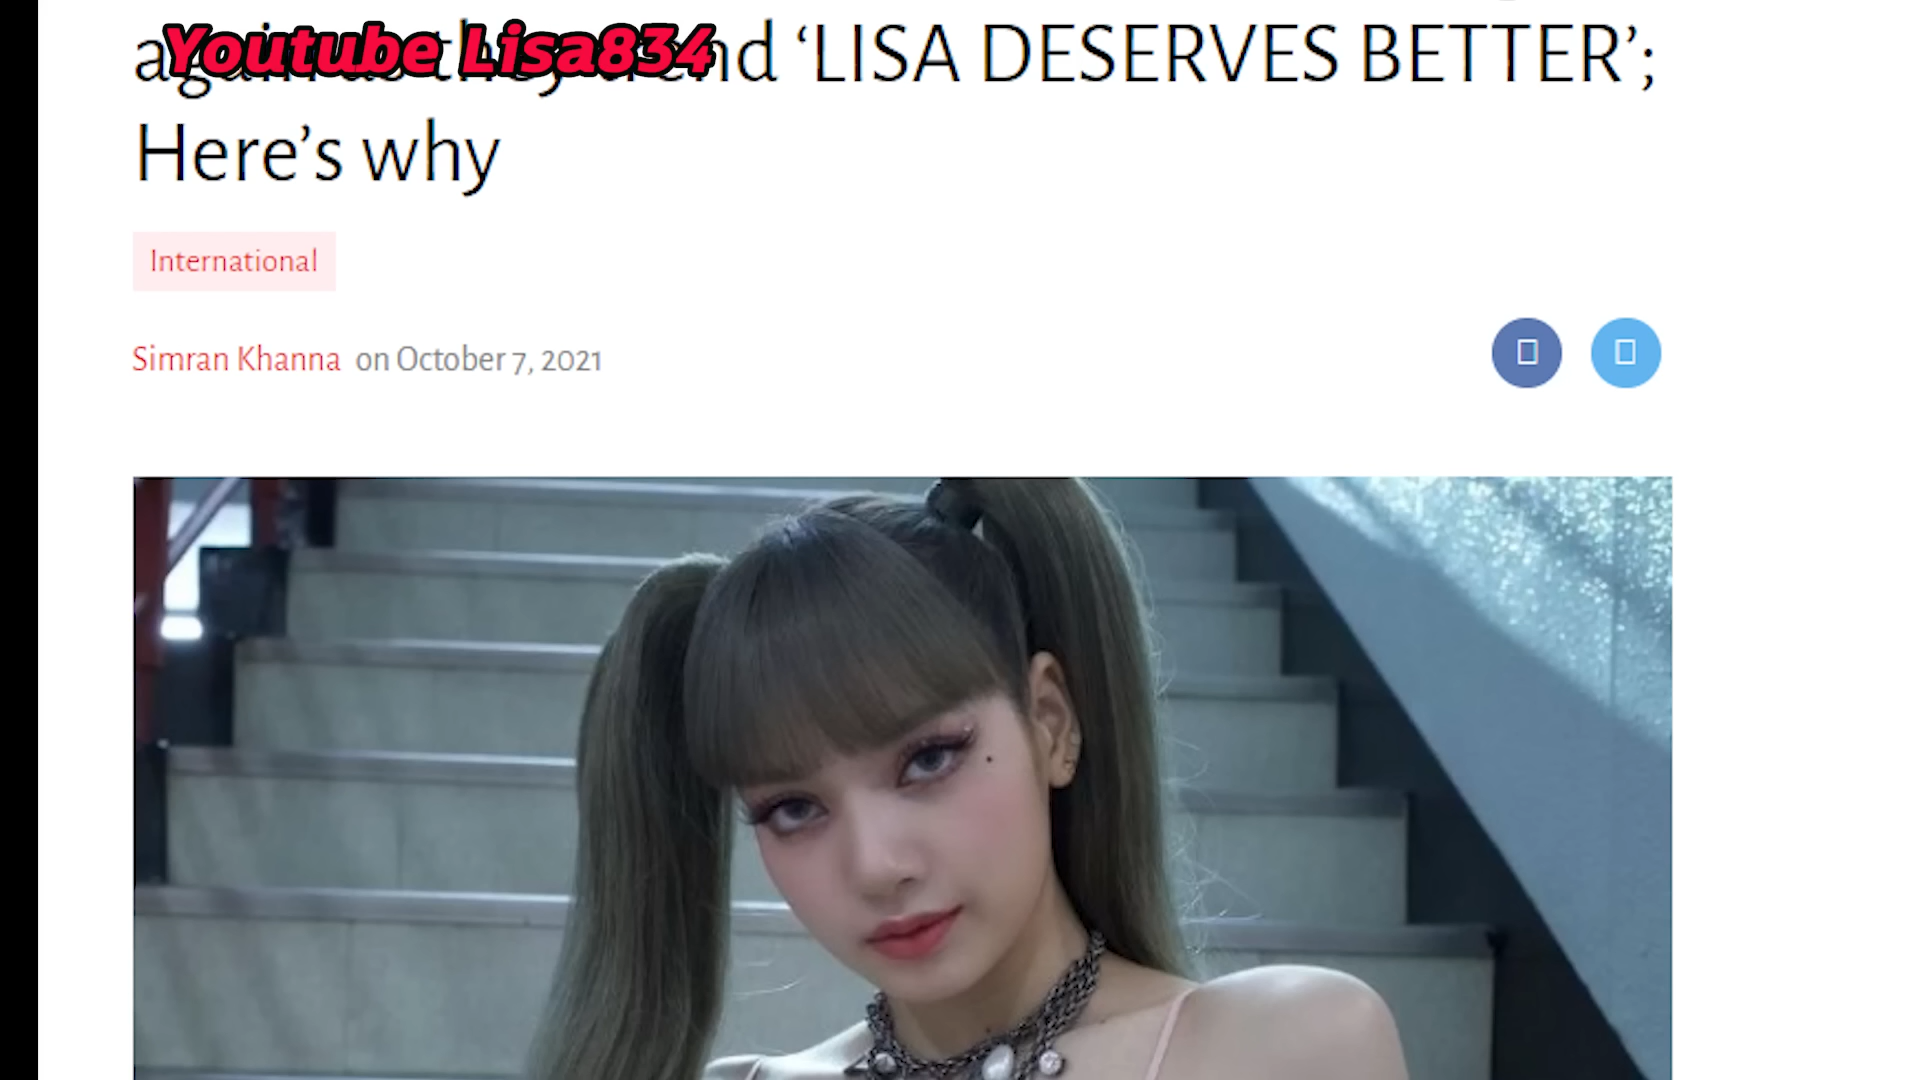 Youtube Lisa834
‘LISA DESERVES BETTER’;
Here’s why
International
Simran Khanna on October 7, 2021